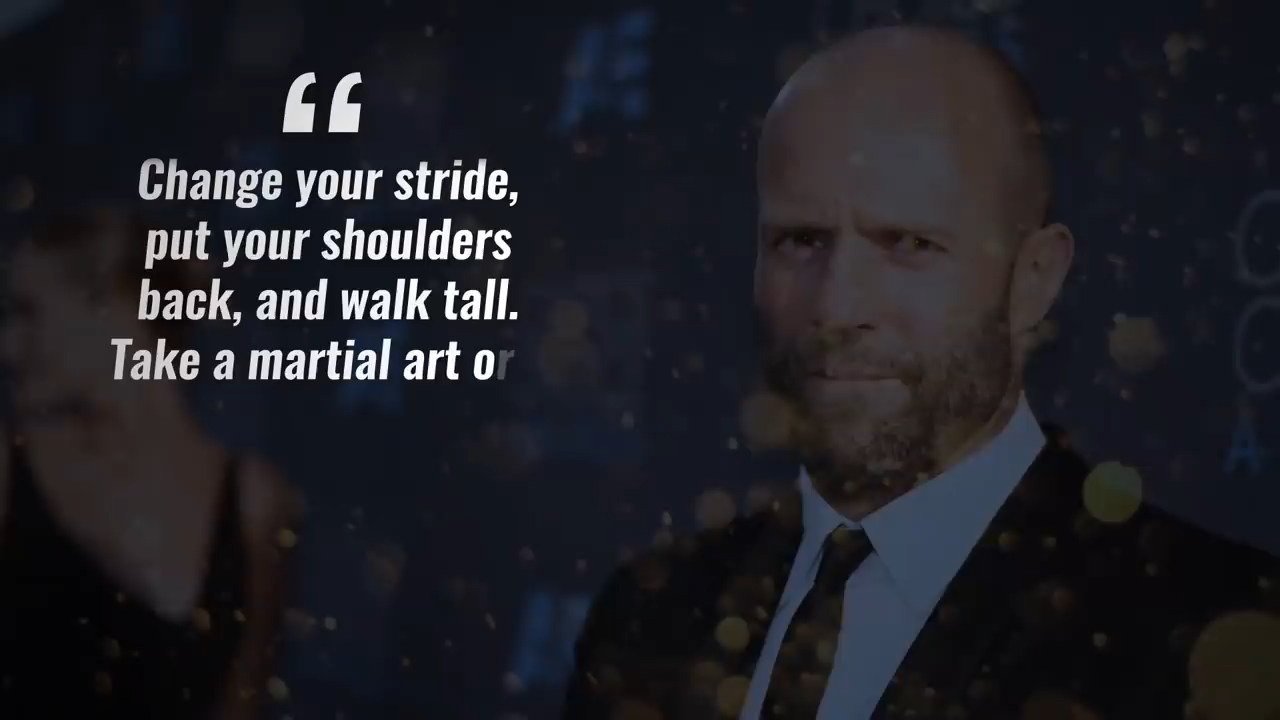 “
Change your stride,
put your shoulders
back, and walk tall.
Take a martial art or